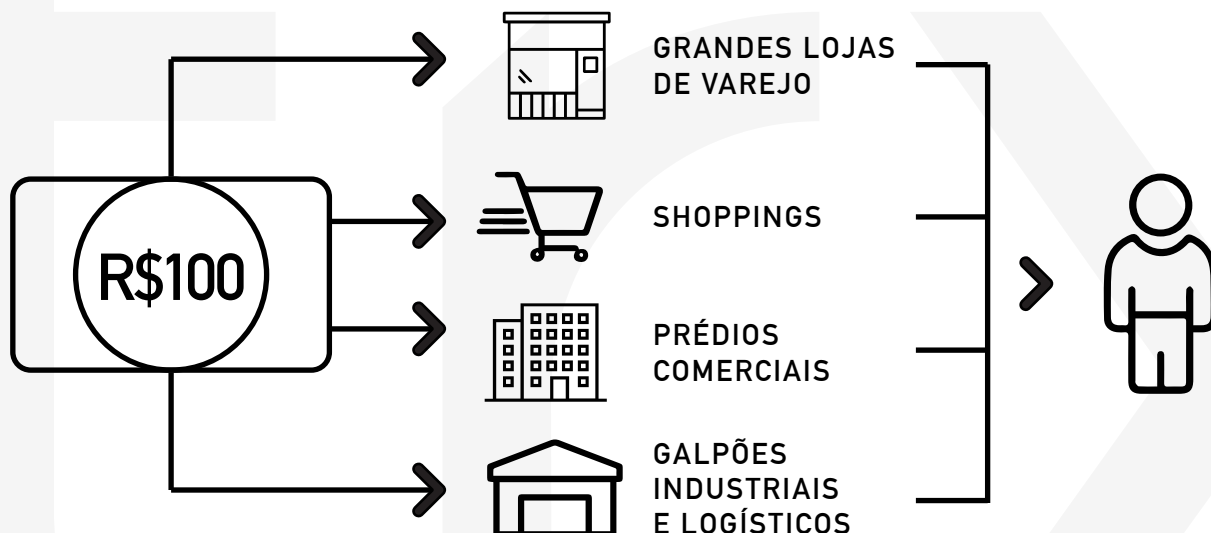 R$100
GRANDES LOJAS
DE VAREJO
SHOPPINGS
PRÉDIOS
COMERCIAIS
GALPÕES
INDUSTRIAIS
E LOGÍSTICOS